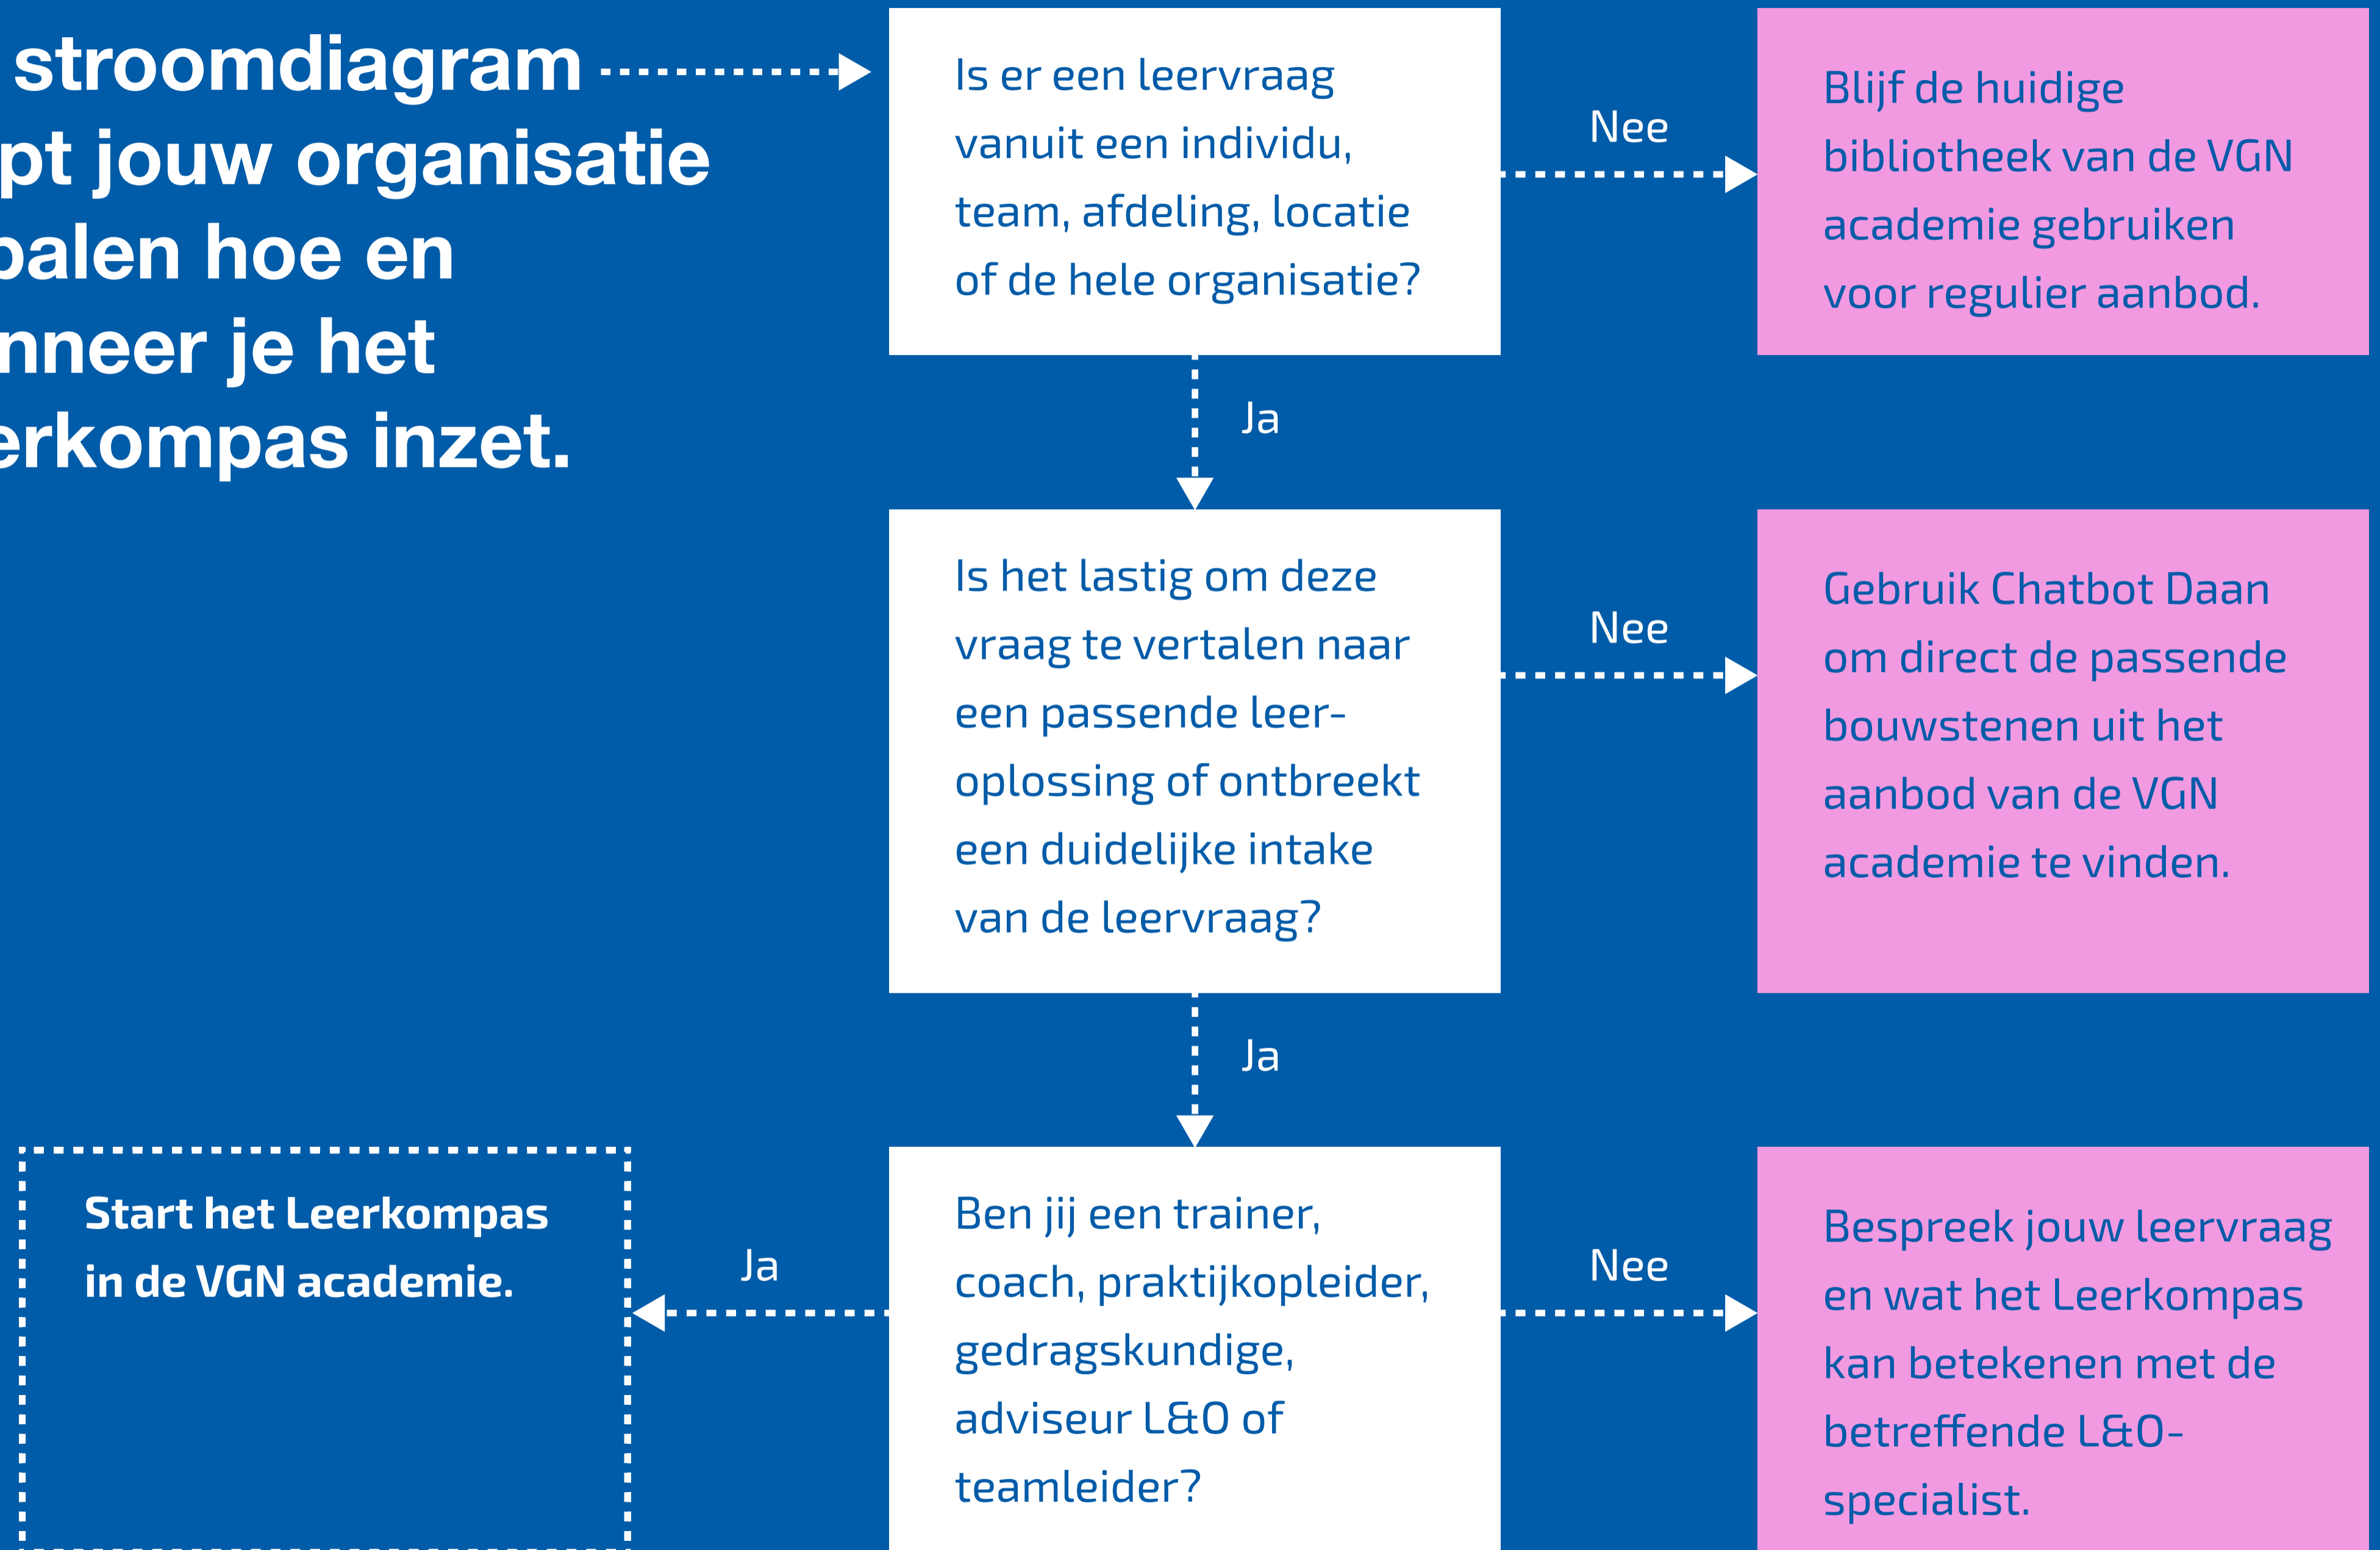 stroomdiagram
pt jouw organisatie
palen hoe en
nneer je het
erkompas inzet.
Is er een leervraag
vanuit een individu,
team, afdeling, locatie
of de hele organisatie?
Nee
Blijf de huidige
bibliotheek van de VGN
academie gebruiken
voor regulier aanbod.
Ja
Is het lastig om deze
vraag te vertalen naar
een passende leer-
oplossing of ontbreekt
een duidelijke intake
van de leervraag?
Nee
Gebruik Chatbot Daan
om direct de passende
bouwstenen uit het
aanbod van de VGN
academie te vinden.
Ja
Ben jij een trainer,
coach, praktijkopleider,
gedragskundige,
adviseur L&O of
teamleider?
Ja
Start het Leerkompas
in de VGN academie.
Nee
Bespreek jouw leervraag
en wat het Leerkompas
kan betekenen met de
betreffende L&O-
specialist.